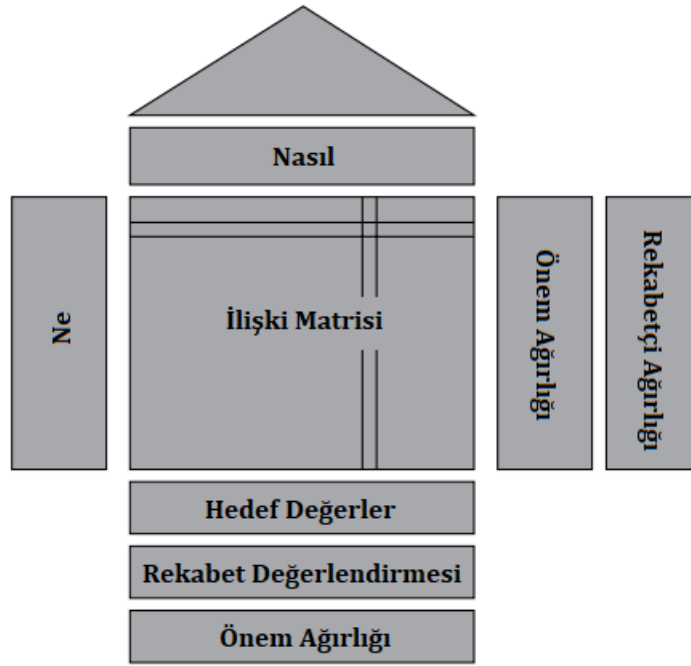 Nasıl
Ne
İlişki Matrisi
Önem Ağırlığı
Rekabetçi Ağırlığı
Hedef Değerler
Rekabet Değerlendirmesi
Önem Ağırlığı